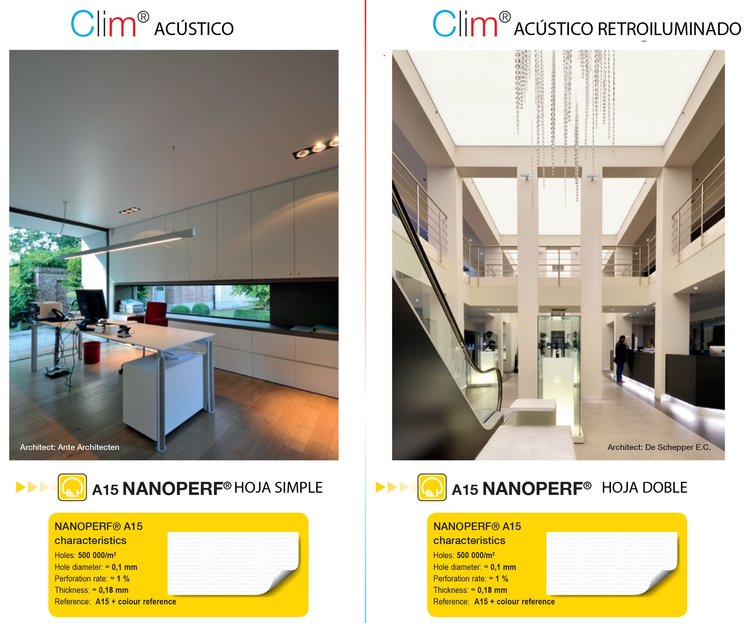 Clim® ACÚSTICO
Architect: Ante Architecten
A15 NANOPERF® HOJA SIMPLE
NANOPERF® A15
characteristics
Holes: 500 000/m²
Hole diameter: ≈ 0,1 mm
Perforation rate: ≈ 1 %
Thickness: ≈ 0,18 mm
Reference: A15 + colour reference
Clim® ACÚSTICO RETROILUMINADO
Architect: De Schepper E.C.
A15 NANOPERF® HOJA DOBLE
NANOPERF® A15
characteristics
Holes: 500 000/m²
Hole diameter: ≈ 0,1 mm
Perforation rate: ≈ 1 %
Thickness: ≈ 0,18 mm
Reference: A15 + colour reference